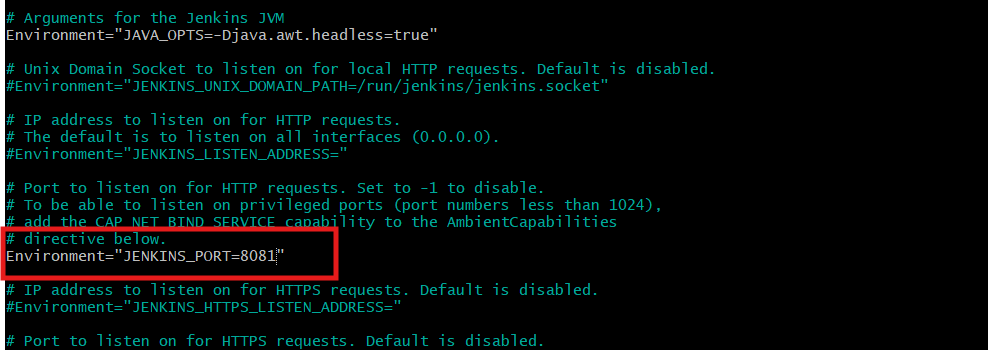 # Arguments for the Jenkins JVM
Environment="JAVA_OPTS=-Djava.awt.headless=true"
# Unix Domain Socket to listen on for local HTTP requests. Default is disabled.
#Environment="JENKINS_UNIX_DOMAIN_PATH=/run/jenkins/jenkins.socket"
# IP address to listen on for HTTP requests.
# The default is to listen on all interfaces (0.0.0.0).
#Environment="JENKINS_LISTEN_ADDRESS="
# Port to listen on for HTTP requests. Set to -1 to disable.
# To be able to listen on privileged ports (port numbers less than 1024),
# add the CAP_NET_BIND_SERVICE capability to the AmbientCapabilities
# directive below.
Environment="JENKINS_PORT=8081"
# IP address to listen on for HTTPS requests. Default is disabled.
#Environment="JENKINS_HTTPS_LISTEN_ADDRESS="
# Port to listen on for HTTPS requests. Default is disabled.